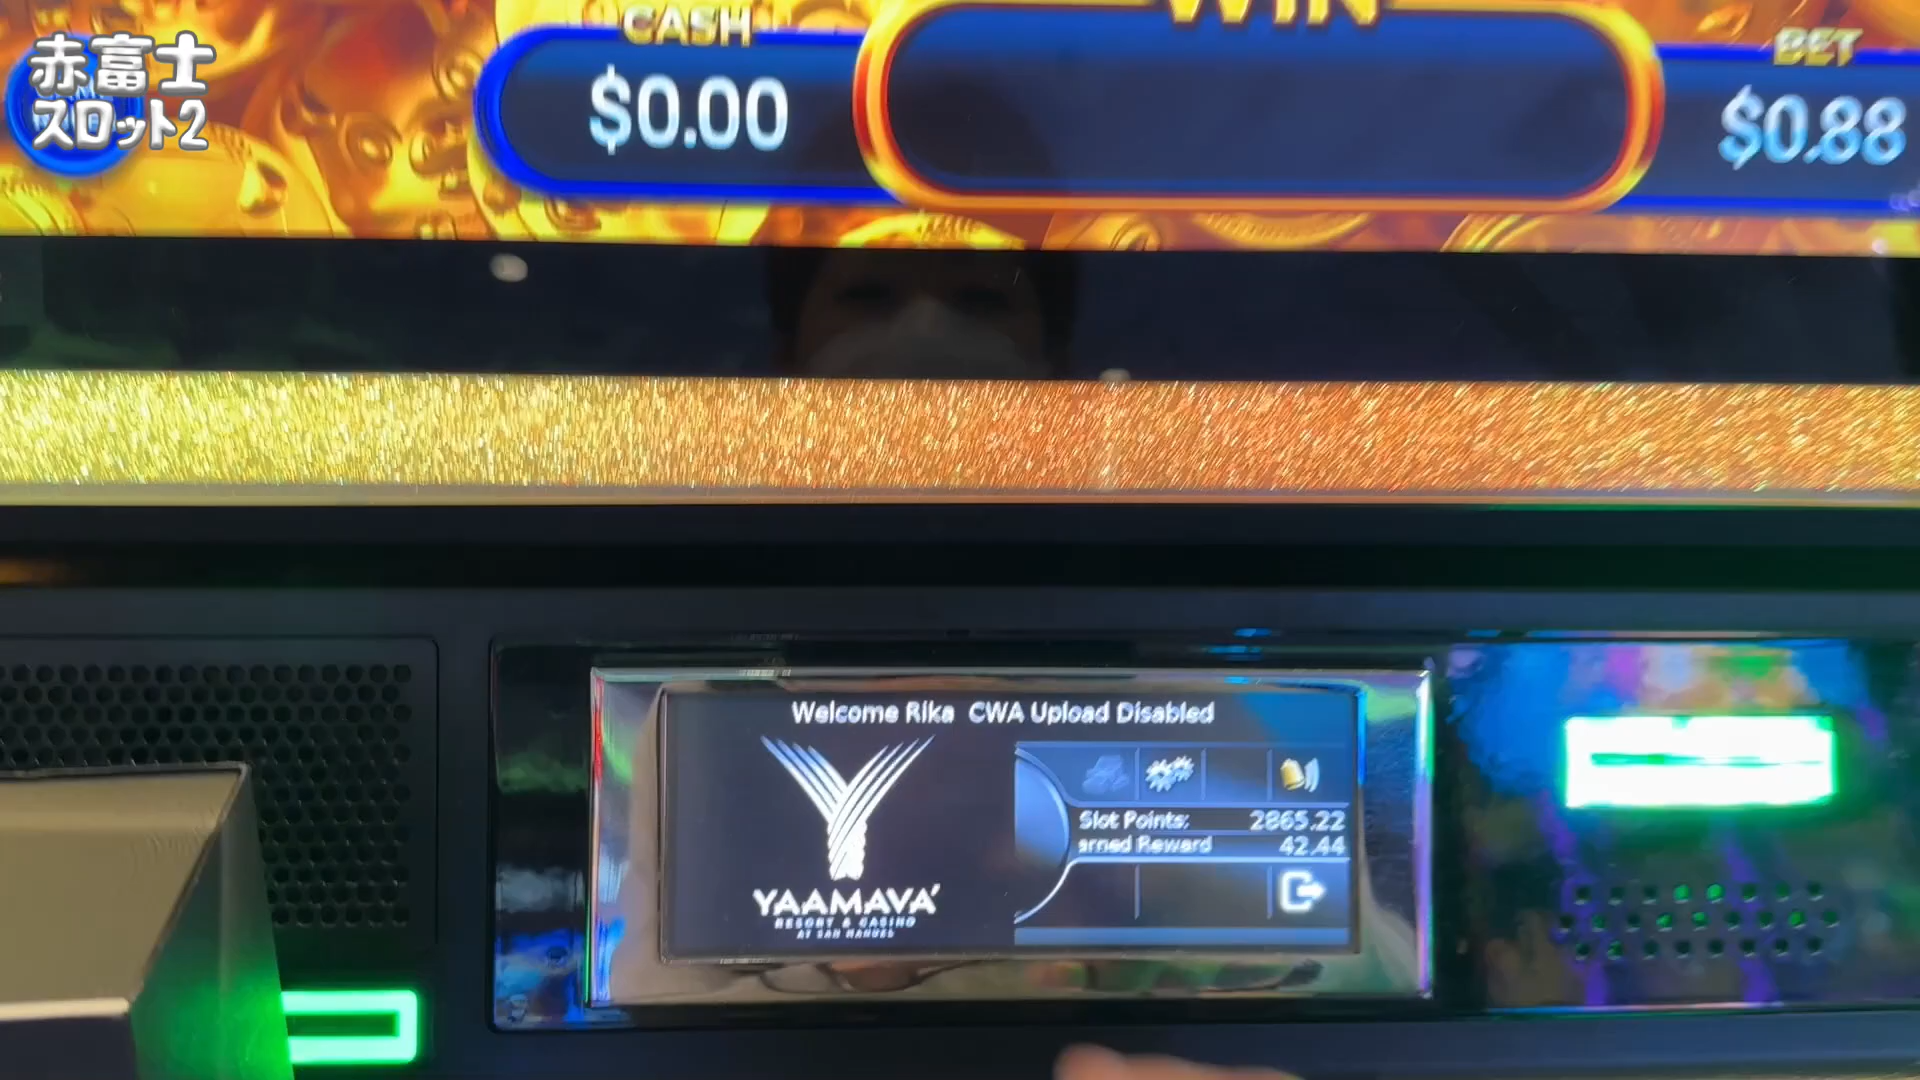 赤富士
スロット2
CASH
$0.00
WIN
BET
$0.88
Welcome Rika CWA Upload Disabled
YAAMAVA'
RESORT & CASINO
AT SAN MANUEL
Slot Points: 2865.22
arned Reward 42.44